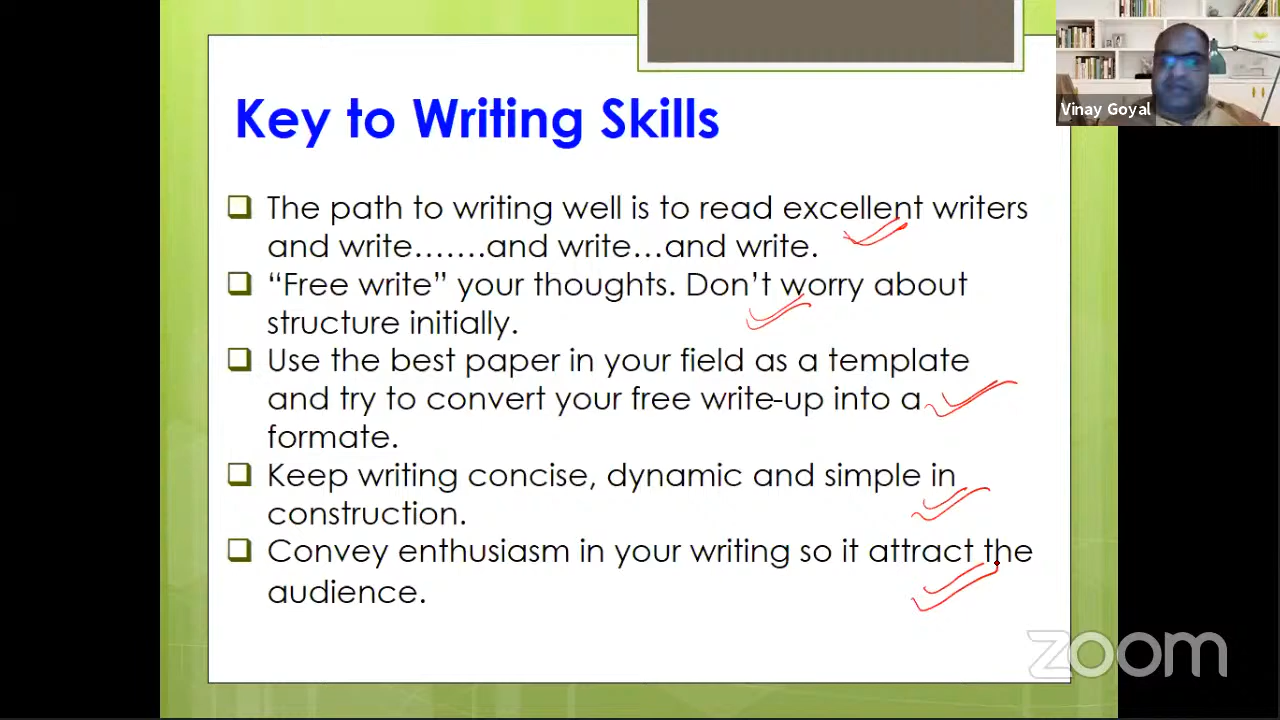 Vinay Goyal
Key to Writing Skills
❑ The path to writing well is to read excellent writers
and write.......and write...and write.
❑ “Free write” your thoughts. Don’t worry about
structure initially.
❑ Use the best paper in your field as a template
and try to convert your free write-up into a
formate.
❑ Keep writing concise, dynamic and simple in
construction.
❑ Convey enthusiasm in your writing so it attract the
audience.
zoom